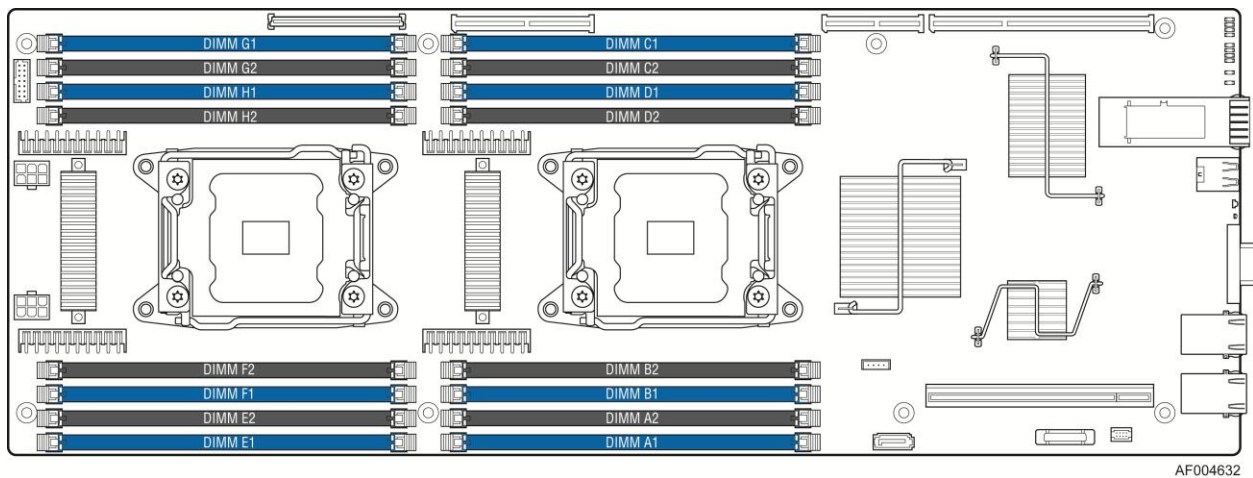 DIMM G1 DIMM C1
DIMM G2 DIMM C2
DIMM H1 DIMM D1
DIMM H2 DIMM D2
DIMM F2 DIMM B2
DIMM F1 DIMM B1
DIMM E2 DIMM A2
DIMM E1 DIMM A1
AF004632